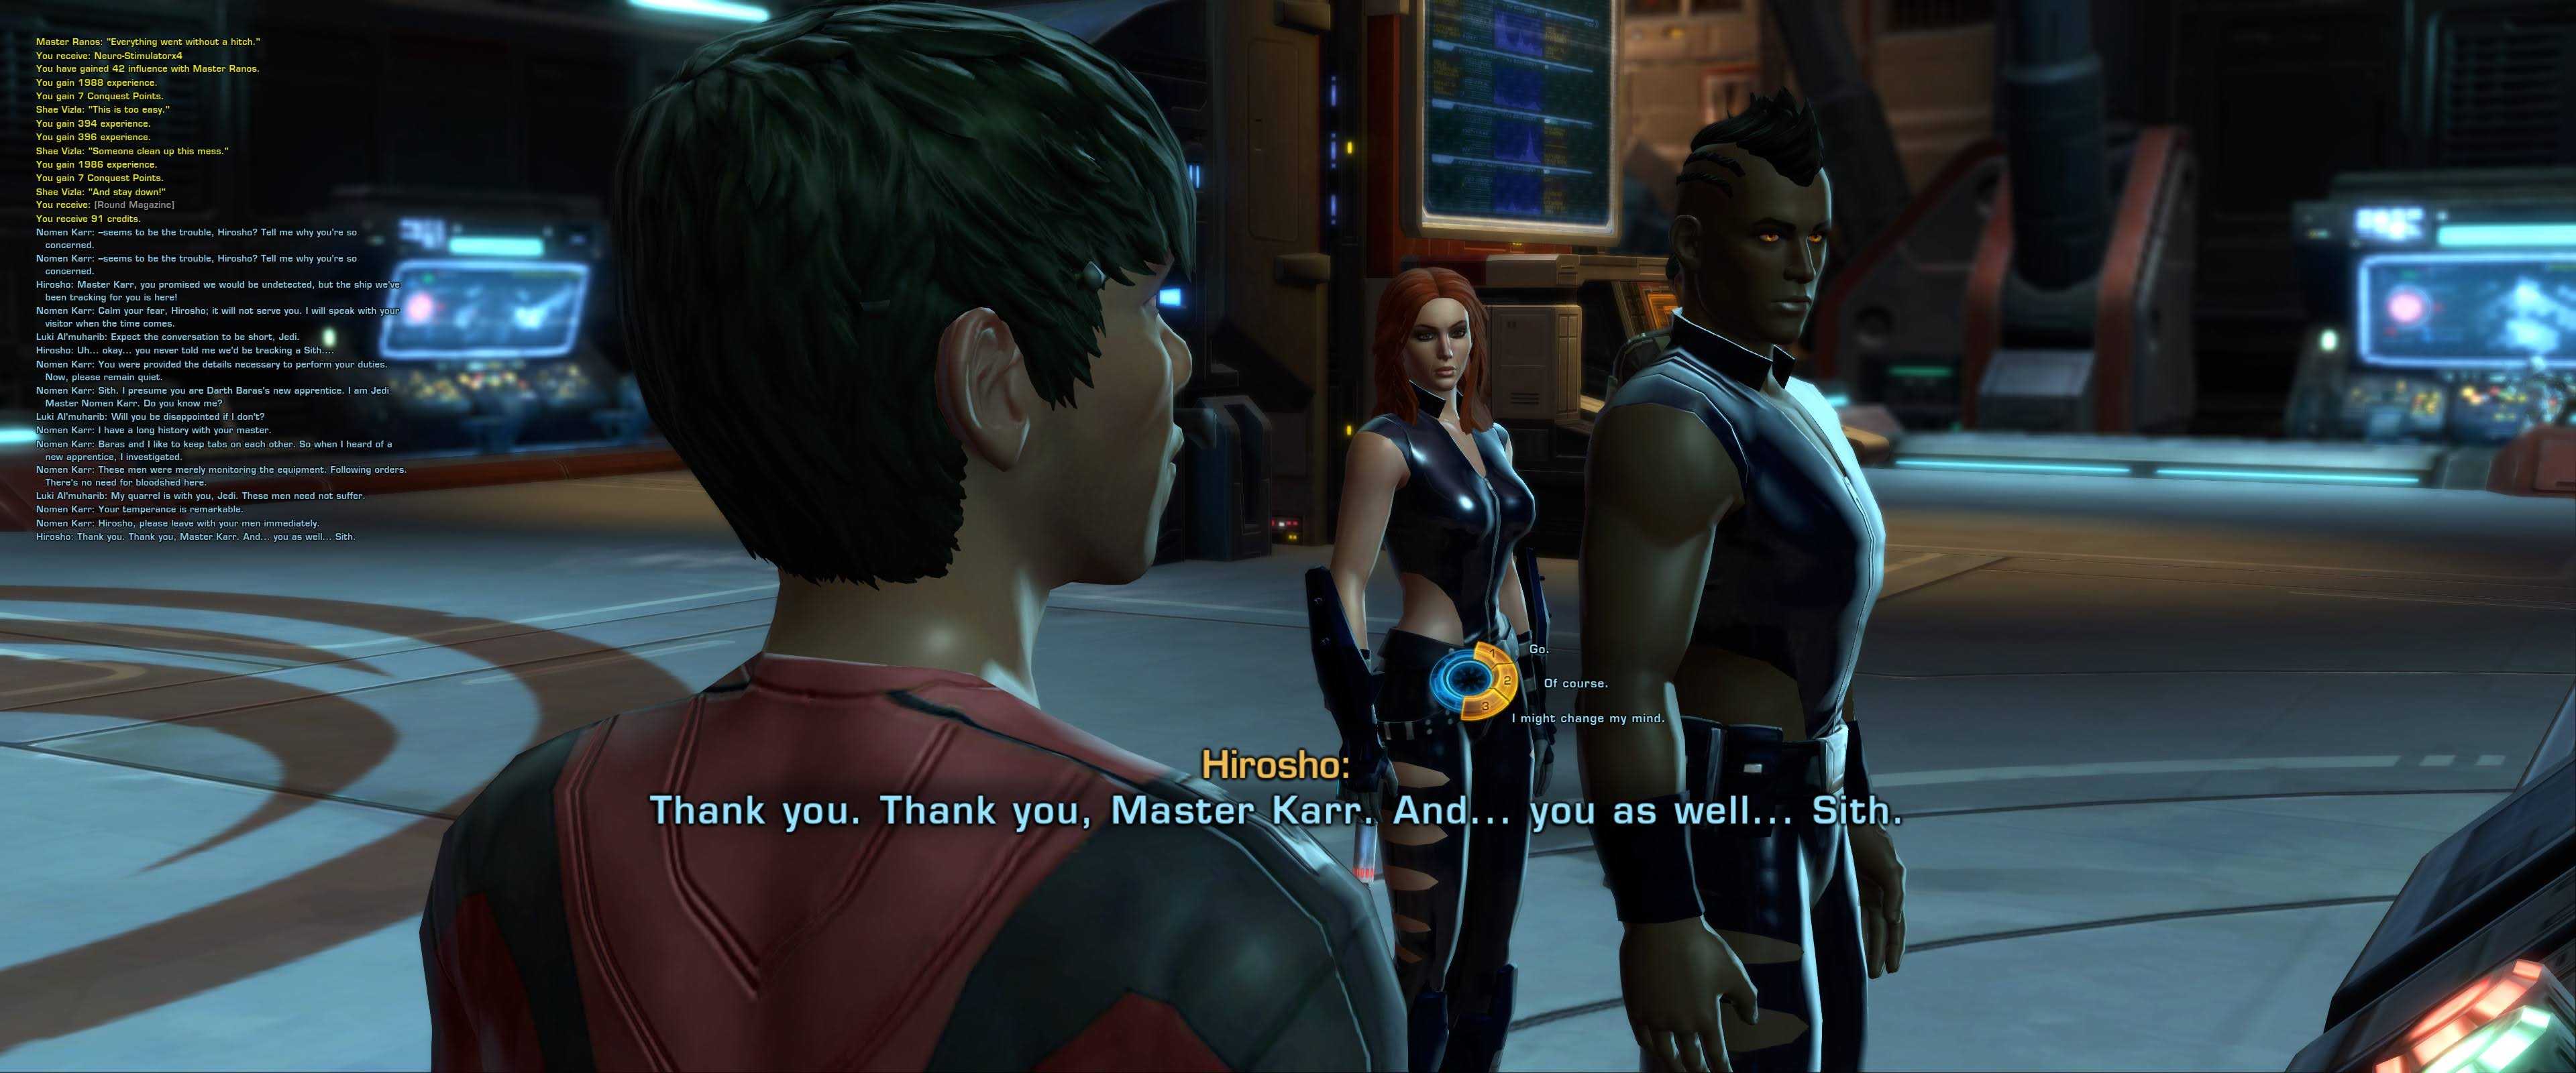 Master Ranos: "Everything went without a hitch."
You receive: Neuro-Stimulatorx4
You have gained 42 influence with Master Ranos.
You gain 1988 experience.
You gain 7 Conquest Points.
Shae Vizla: "This is too easy."
You gain 394 experience.
You gain 396 experience.
Shae Vizla: "Someone clean up this mess."
You gain 1986 experience.
You gain 7 Conquest Points.
Shae Vizla: "And stay down!"
You receive: [Round Magazine]
You receive 91 credits.
Nomen Karr: –seems to be the trouble, Hirosho? Tell me why you're so
concerned.
Nomen Karr: –seems to be the trouble, Hirosho? Tell me why you're so
concerned.
Hirosho: Master Karr, you promised we would be undetected, but the ship we've
been tracking for you is here!
Nomen Karr: Calm your fear, Hirosho; it will not serve you. I will speak with your
visitor when the time comes.
Luki Al'muharib: Expect the conversation to be short, Jedi.
Hirosho: Uh... okay... you never told me we'd be tracking a Sith....
Nomen Karr: You were provided the details necessary to perform your duties.
Now, please remain quiet.
Nomen Karr: Sith. I presume you are Darth Baras's new apprentice. I am Jedi
Master Nomen Karr. Do you know me?
Luki Al'muharib: Will you be disappointed if I don't?
Nomen Karr: I have a long history with your master.
Nomen Karr: Baras and I like to keep tabs on each other. So when I heard of a
new apprentice, I investigated.
Nomen Karr: These men were merely monitoring the equipment. Following orders.
There's no need for bloodshed here.
Luki Al'muharib: My quarrel is with you, Jedi. These men need not suffer.
Nomen Karr: Your temperance is remarkable.
Nomen Karr: Hirosho, please leave with your men immediately.
Hirosho: Thank you. Thank you, Master Karr. And... you as well... Sith.
1 Go.
2 Of course.
3 I might change my mind.
Hirosho:
Thank you. Thank you, Master Karr. And... you as well... Sith.